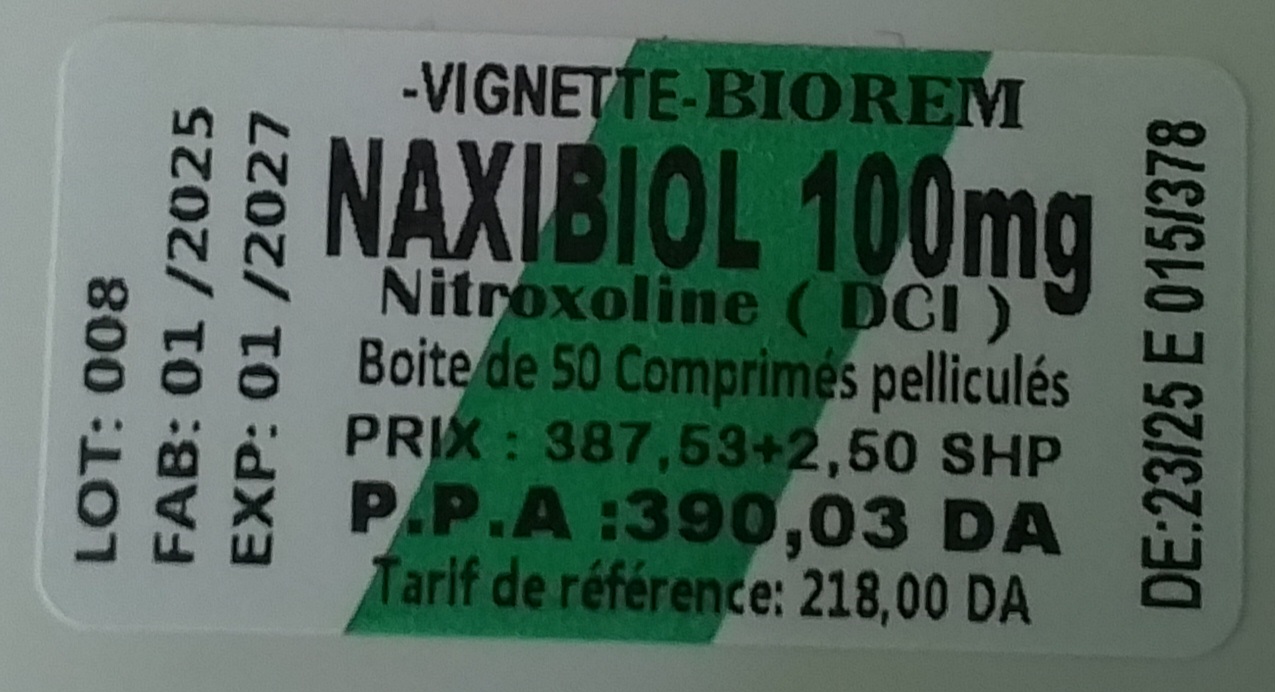 LOT: 008
FAB: 01 /2025
EXP: 01 /2027
-VIGNETTE-BIOREM
NAXIBIOL 100mg
Nitroxoline ( DCI )
Boite de 50 Comprimés pelliculés
PRIX : 387,53+2,50 SHP
P.P.A :390,03 DA
Tarif de référence: 218,00 DA
DE:23/25 E 015/378